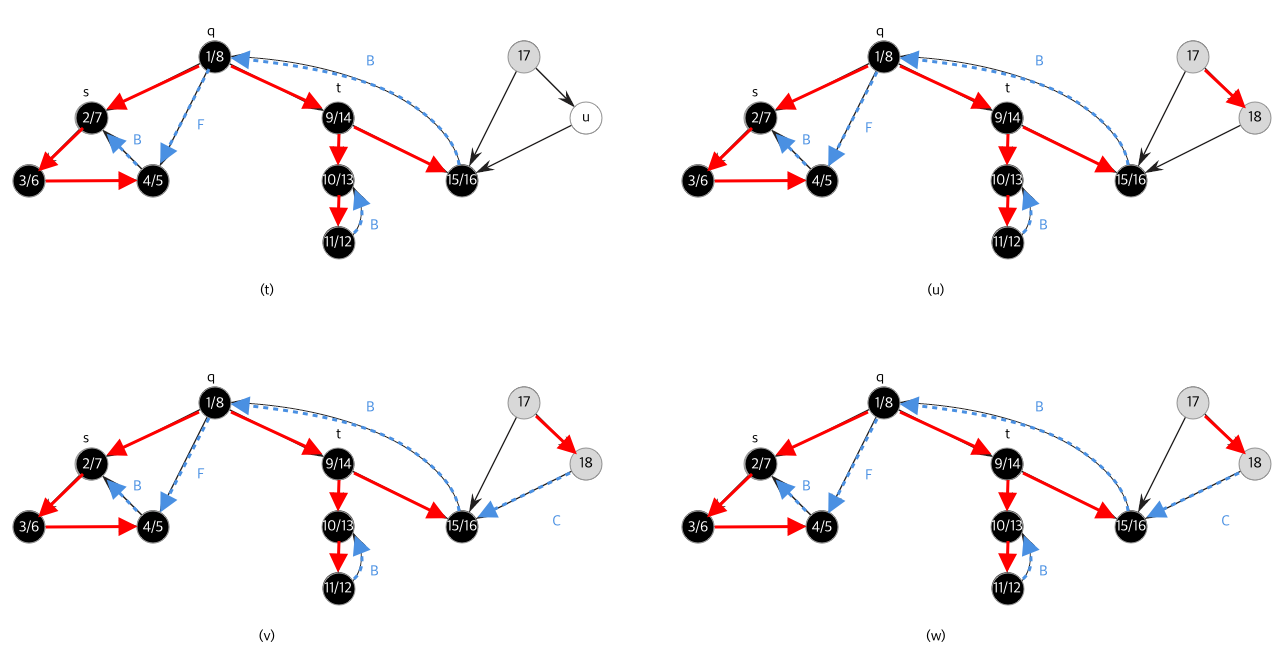 q q
1/8 B 17 1/8 B 17
s t s t
2/7 9/14 u 2/7 9/14 18
B F B F
3/6 4/5 10/13 15/16 3/6 4/5 10/13 15/16
B B
11/12 11/12
(t) (u)
q q
1/8 B 17 1/8 B 17
s t s t
2/7 9/14 18 2/7 9/14 18
B F B F
3/6 4/5 10/13 15/16 C 3/6 4/5 10/13 15/16 C
B B
11/12 11/12
(v) (w)